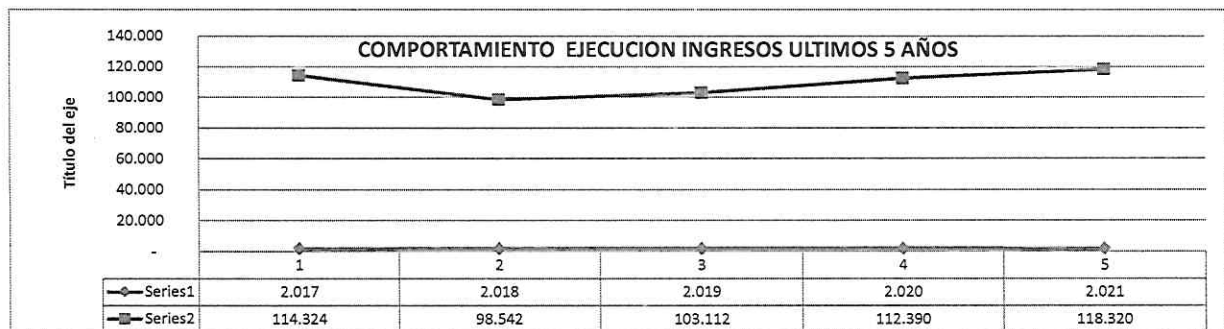 COMPORTAMIENTO EJECUCION INGRESOS ULTIMOS 5 AÑOS
Título del eje
140.000
120.000
100.000
80.000
60.000
40.000
20.000
-
1 2 3 4 5
Series1 2.017 2.018 2.019 2.020 2.021
Series2 114.324 98.542 103.112 112.390 118.320